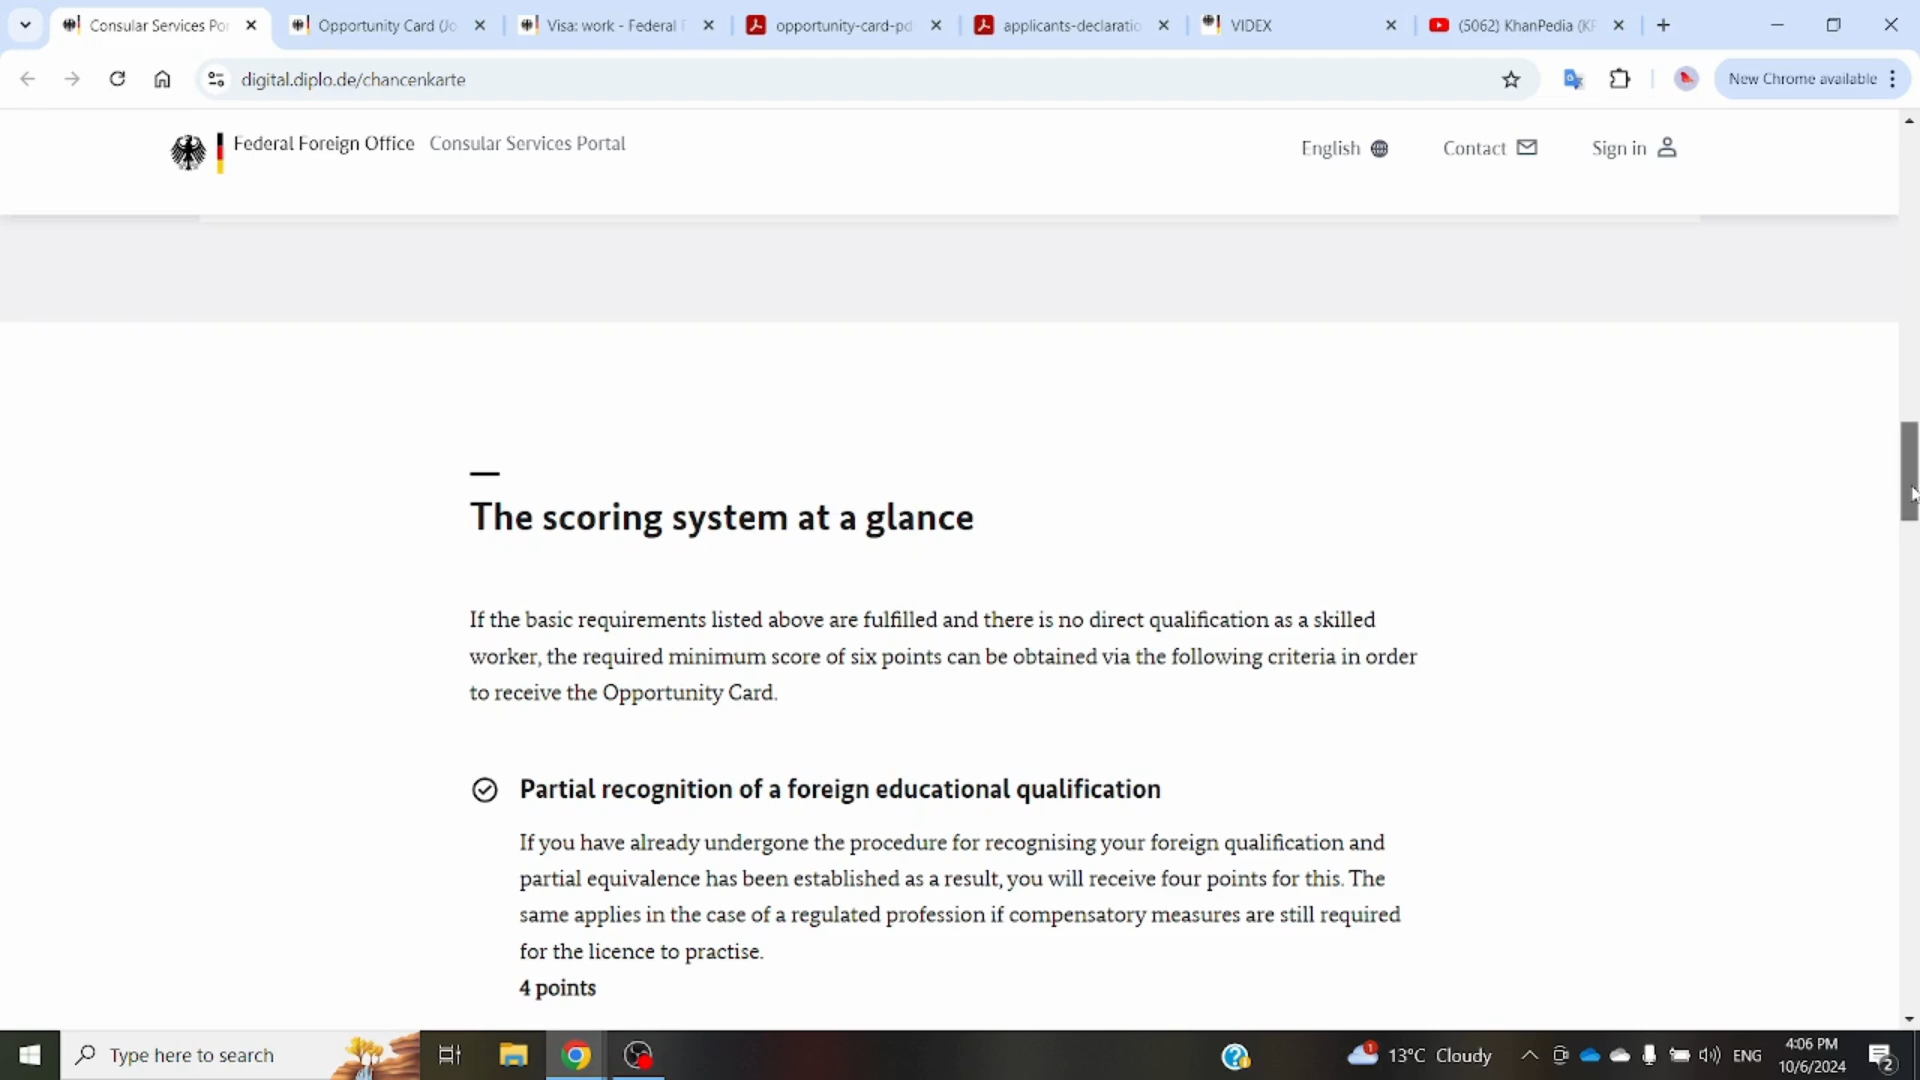 Consular Services Por
Opportunity Card (Jo
Visa: work - Federal F
opportunity-card-pd
applicants-declaratio
VIDEX
(5062) KhanPedia (KP
digital.diplo.de/chancenkarte
New Chrome available
Federal Foreign Office
Consular Services Portal
English
Contact
Sign in
The scoring system at a glance
If the basic requirements listed above are fulfilled and there is no direct qualification as a skilled
worker, the required minimum score of six points can be obtained via the following criteria in order
to receive the Opportunity Card.
Partial recognition of a foreign educational qualification
If you have already undergone the procedure for recognising your foreign qualification and
partial equivalence has been established as a result, you will receive four points for this. The
same applies in the case of a regulated profession if compensatory measures are still required
for the licence to practise.
4 points
Type here to search
1
13°C Cloudy
ENG
4:06 PM
10/6/2024
2